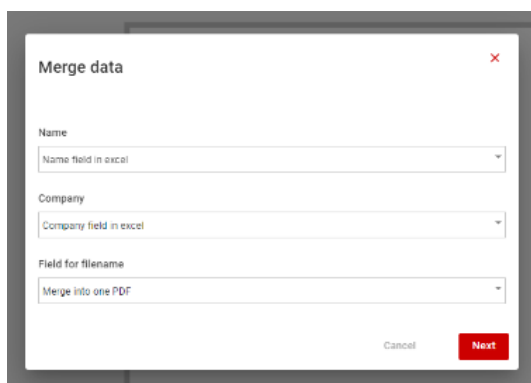 Merge data
×
Name
Name field in excel
Company
Company field in excel
Field for filename
Merge into one PDF
Cancel
Next